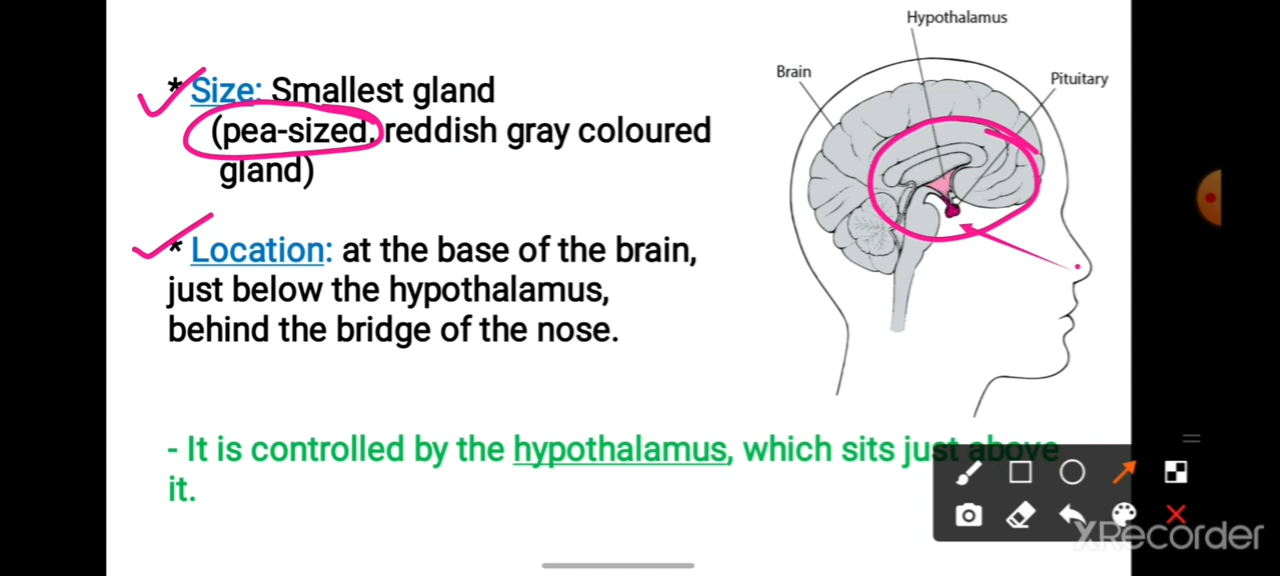 Hypothalamus
Brain
Pituitary
* Size: Smallest gland
(pea-sized, reddish gray coloured
gland)
* Location: at the base of the brain,
just below the hypothalamus,
behind the bridge of the nose.
- It is controlled by the hypothalamus, which sits just above
it.
XRecorder